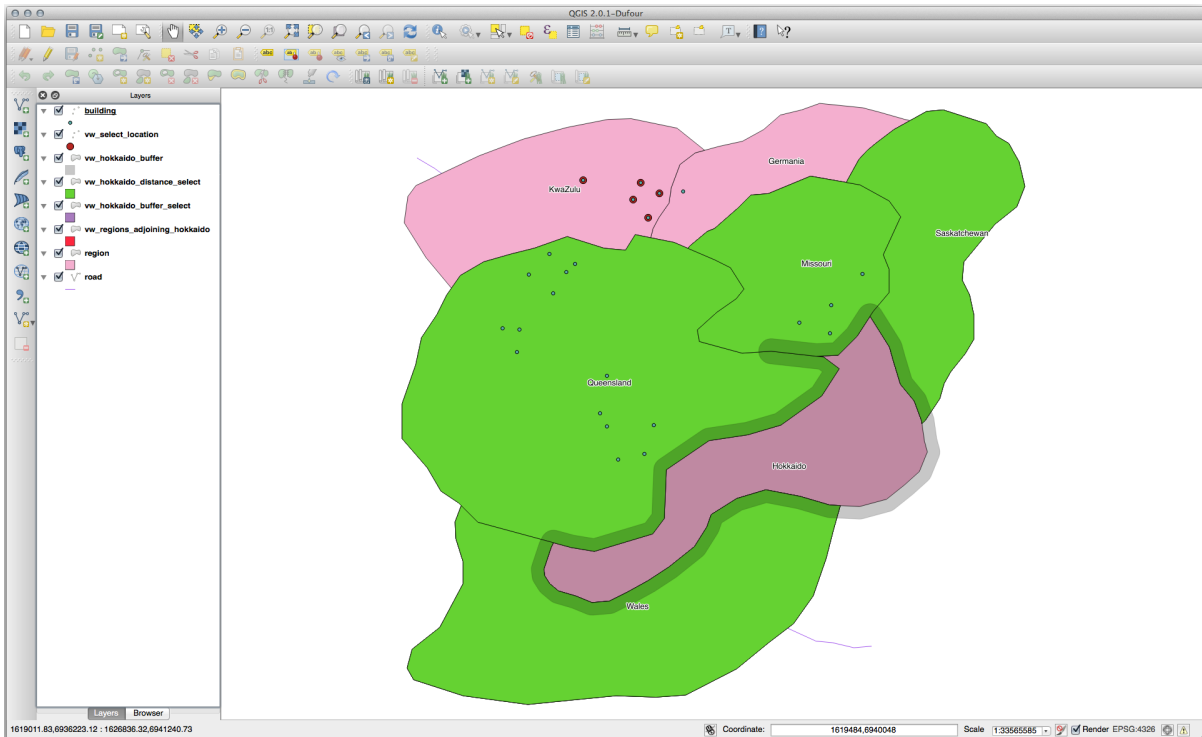 QGIS 2.0.1-Dufour
Layers
building
vw_select_location
vw_hokkaido_buffer
vw_hokkaido_distance_select
vw_hokkaido_buffer_select
vw_regions_adjoining_hokkaido
region
road
Germania
KwaZulu
Saskatchewan
Missouri
Queensland
Hokkaido
Wales
Layers
Browser
1619011.83,6936223.12 : 1626836.32,6941240.73
Coordinate:
1619484,6940048
Scale
1:33565585
Render
EPSG:4326